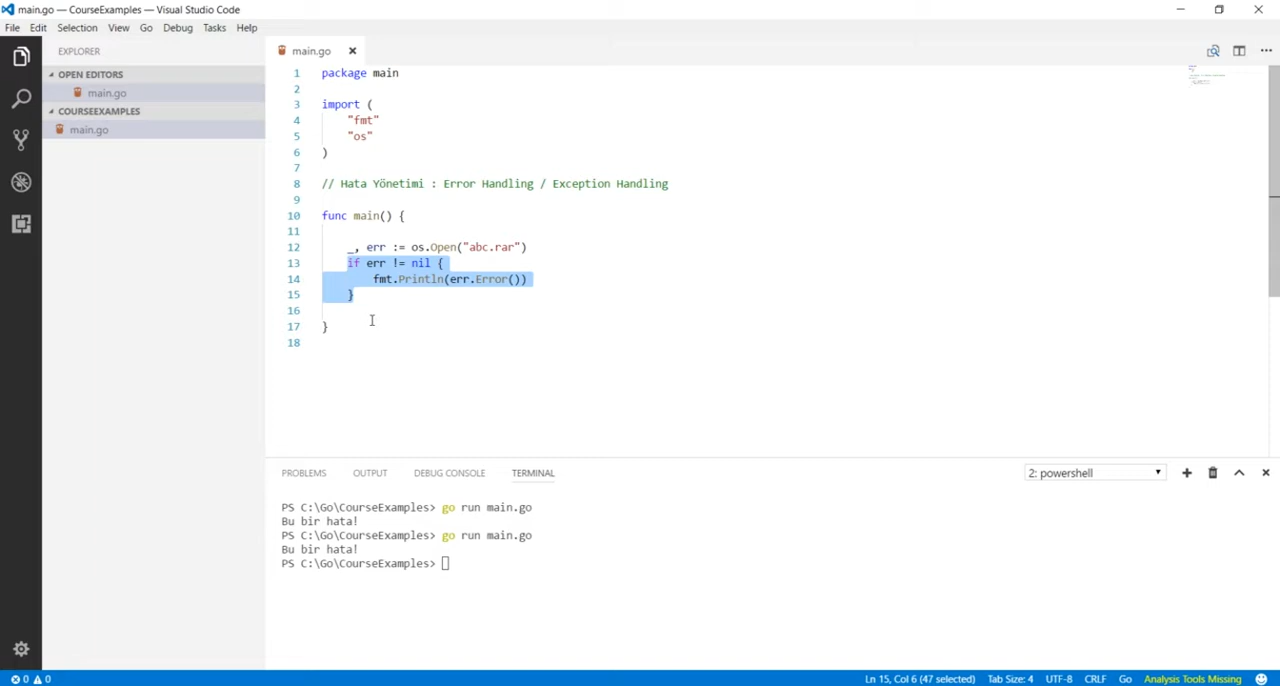 main.go — CourseExamples — Visual Studio Code
File Edit Selection View Go Debug Tasks Help
EXPLORER
OPEN EDITORS
main.go
COURSEEXAMPLES
main.go
main.go
1 package main
2
3 import (
4 "fmt"
5 "os"
6 )
7
8 // Hata Yönetimi : Error Handling / Exception Handling
9
10 func main() {
11
12 _, err := os.Open("abc.rar")
13 if err != nil {
14 fmt.Println(err.Error())
15 }
16
17 }
18
PROBLEMS OUTPUT DEBUG CONSOLE TERMINAL
2: powershell
PS C:\Go\CourseExamples> go run main.go
Bu bir hata!
PS C:\Go\CourseExamples> go run main.go
Bu bir hata!
PS C:\Go\CourseExamples>
0 0 Ln 15, Col 6 (47 selected) Tab Size: 4 UTF-8 CRLF Go Analysis Tools Missing